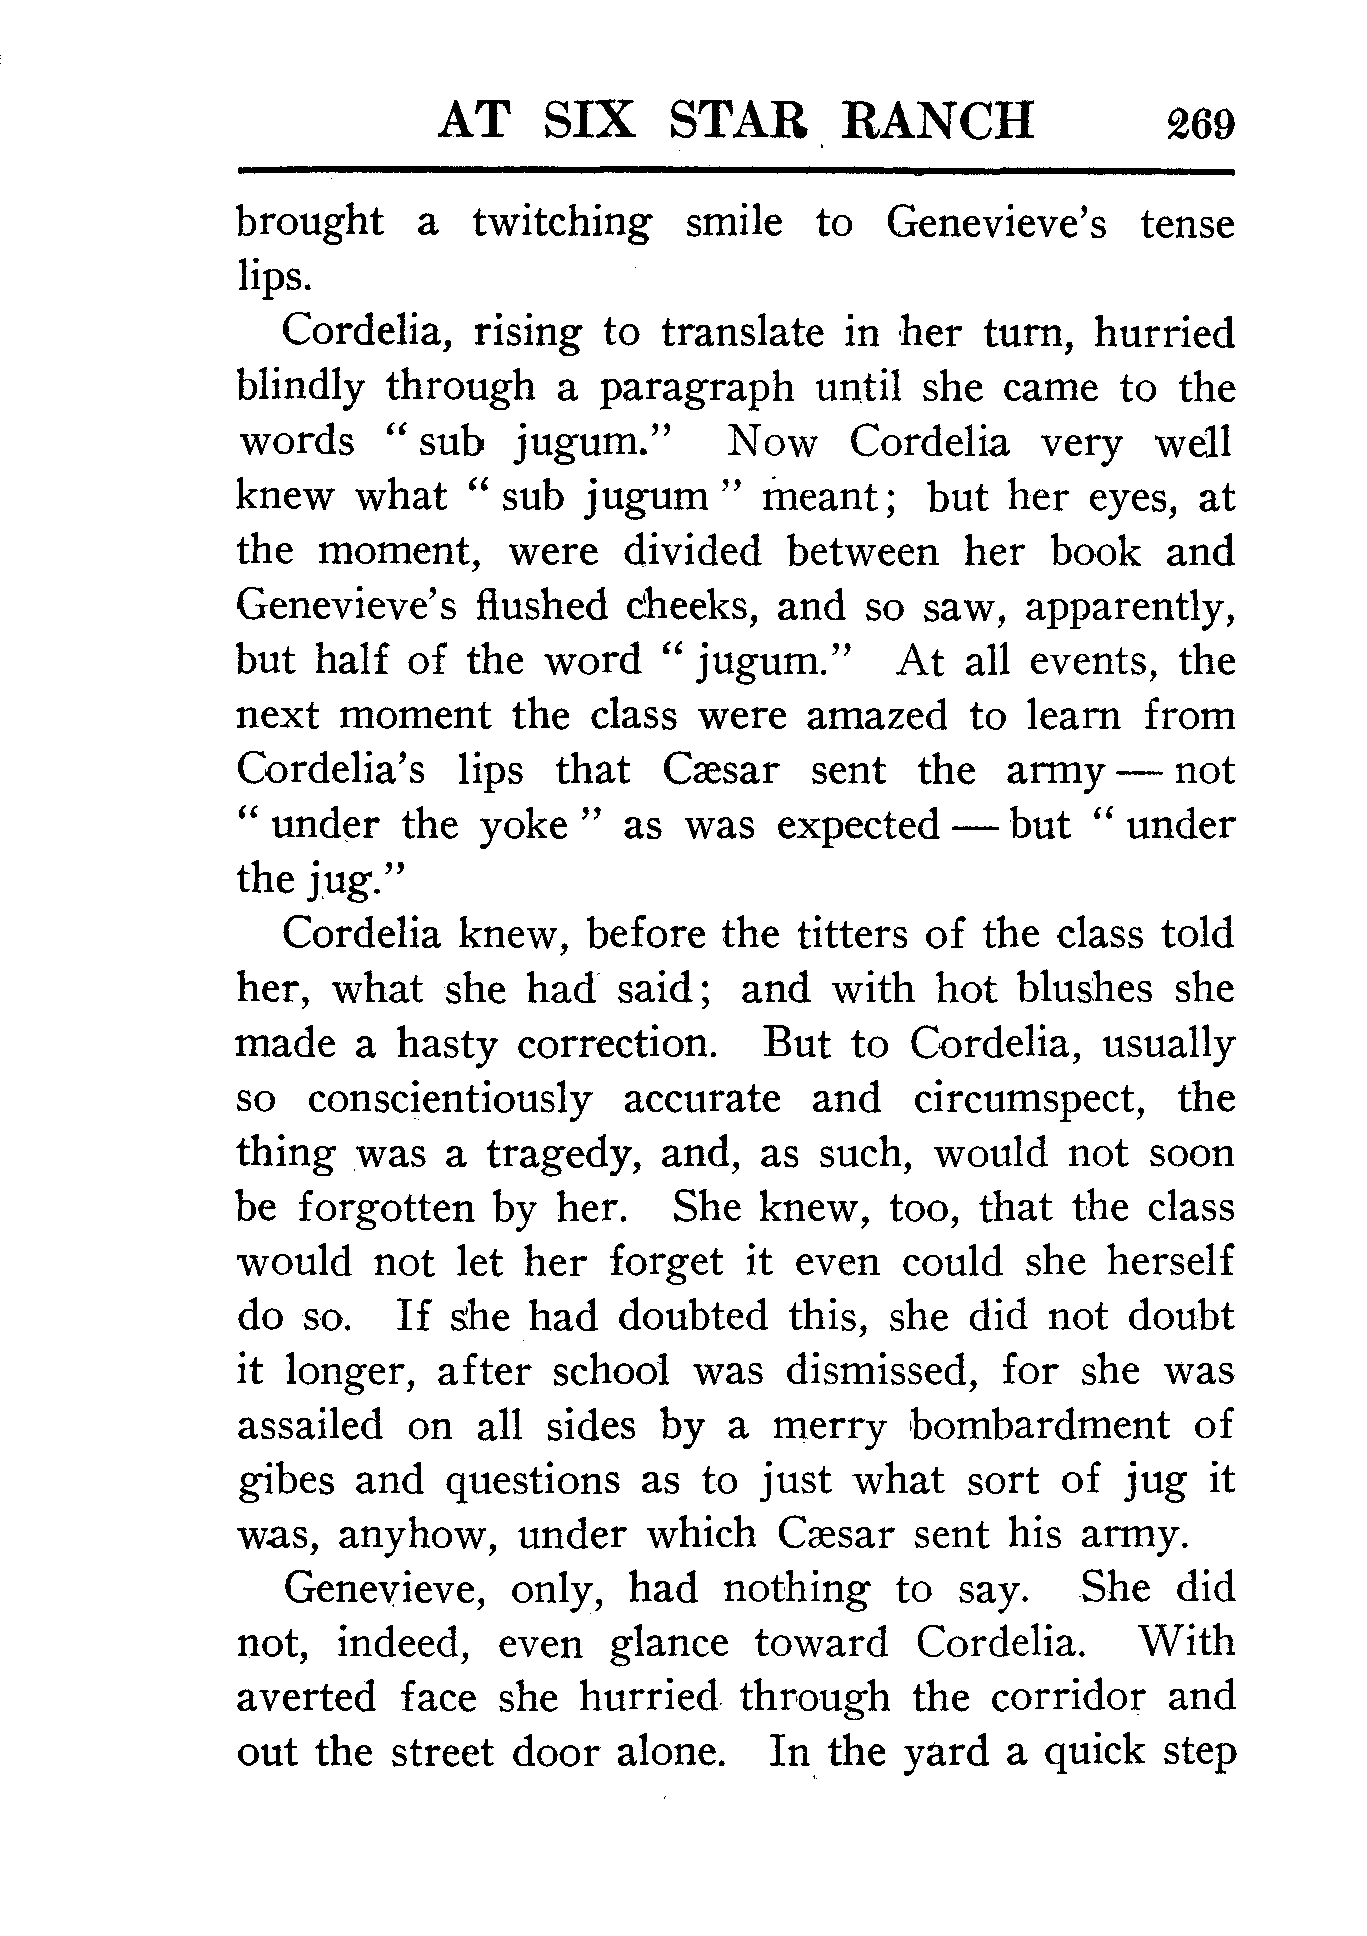 AT SIX STAR RANCH 269
brought a twitching smile to Genevieve's tense
lips.
Cordelia, rising to translate in her turn, hurried
blindly through a paragraph until she came to the
words " sub jugum." Now Cordelia very well
knew what " sub jugum " meant; but her eyes, at
the moment, were divided between her book and
Genevieve's flushed cheeks, and so saw, apparently,
but half of the word " jugum." At all events, the
next moment the class were amazed to learn from
Cordelia's lips that Cæsar sent the army — not
" under the yoke " as was expected — but " under
the jug."
Cordelia knew, before the titters of the class told
her, what she had said; and with hot blushes she
made a hasty correction. But to Cordelia, usually
so conscientiously accurate and circumspect, the
thing was a tragedy, and, as such, would not soon
be forgotten by her. She knew, too, that the class
would not let her forget it even could she herself
do so. If she had doubted this, she did not doubt
it longer, after school was dismissed, for she was
assailed on all sides by a merry bombardment of
gibes and questions as to just what sort of jug it
was, anyhow, under which Cæsar sent his army.
Genevieve, only, had nothing to say. She did
not, indeed, even glance toward Cordelia. With
averted face she hurried through the corridor and
out the street door alone. In the yard a quick step